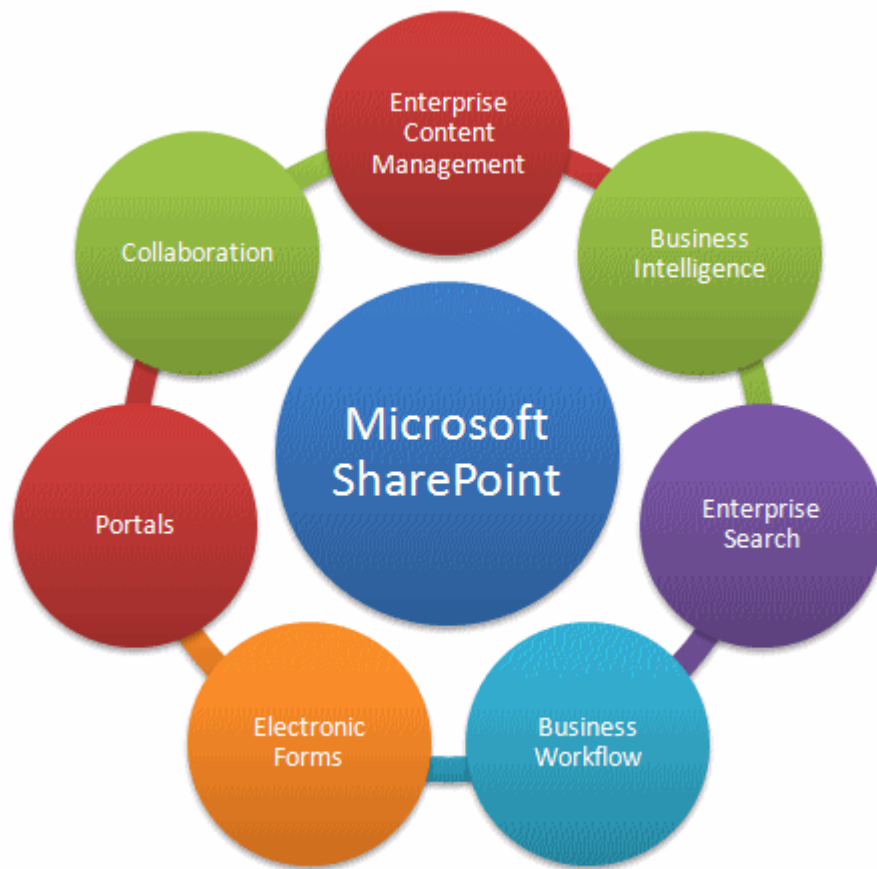 Enterprise
Content
Management
Business
Intelligence
Enterprise
Search
Business
Workflow
Electronic
Forms
Portals
Collaboration
Microsoft
SharePoint